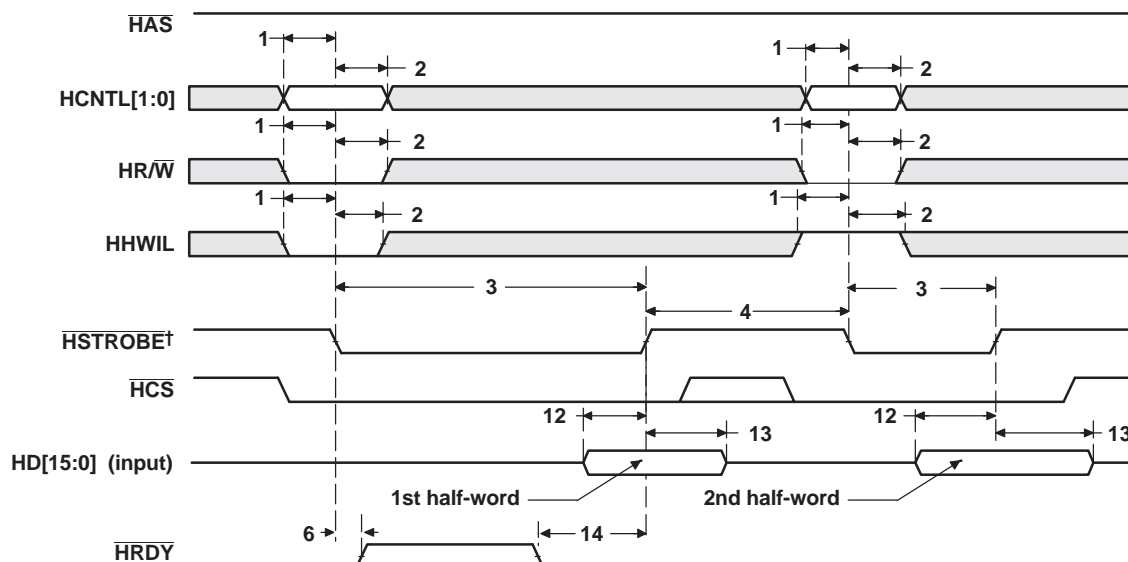 HAS
1 1
2 2
HCNTL[1:0]
1 1
2 2
HR/W
1 1
2 2
HHWIL
3 3
4
HSTROBE†
HCS
12 12
13 13
HD[15:0] (input)
1st half-word 2nd half-word
6 14
HRDY